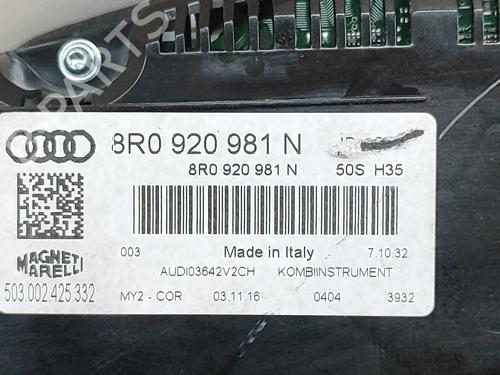 8R0 920 981 N
8R0 920 981 N 50S H35
003 Made in Italy 7.10.32
MAGNETI MARELLI
AUDI03642V2CH KOMBIINSTRUMENT
503.002.425.332 MY2 - COR 03.11.16 0404 3932